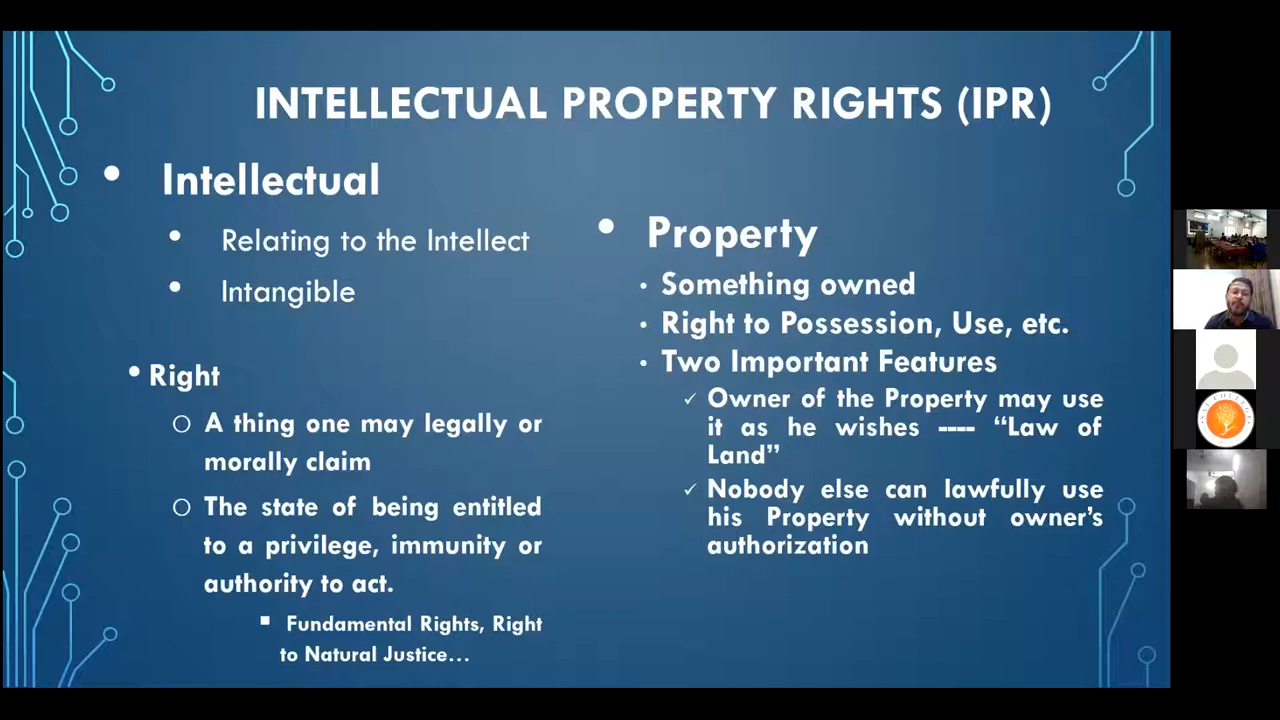 INTELLECTUAL PROPERTY RIGHTS (IPR)
• Intellectual
• Relating to the Intellect
• Intangible
• Right
o A thing one may legally or
morally claim
o The state of being entitled
to a privilege, immunity or
authority to act.
▪ Fundamental Rights, Right
to Natural Justice...
• Property
• Something owned
• Right to Possession, Use, etc.
• Two Important Features
✓ Owner of the Property may use
it as he wishes ---- “Law of
Land”
✓ Nobody else can lawfully use
his Property without owner’s
authorization